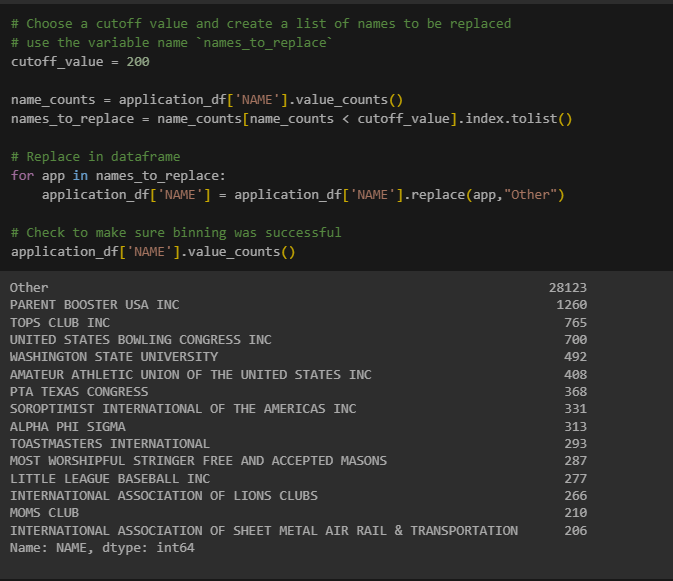 # Choose a cutoff value and create a list of names to be replaced
# use the variable name `names_to_replace`
cutoff_value = 200
name_counts = application_df['NAME'].value_counts()
names_to_replace = name_counts[name_counts < cutoff_value].index.tolist()
# Replace in dataframe
for app in names_to_replace:
    application_df['NAME'] = application_df['NAME'].replace(app,"Other")
# Check to make sure binning was successful
application_df['NAME'].value_counts()
Other 28123
PARENT BOOSTER USA INC 1260
TOPS CLUB INC 765
UNITED STATES BOWLING CONGRESS INC 700
WASHINGTON STATE UNIVERSITY 492
AMATEUR ATHLETIC UNION OF THE UNITED STATES INC 408
PTA TEXAS CONGRESS 368
SOROPTIMIST INTERNATIONAL OF THE AMERICAS INC 331
ALPHA PHI SIGMA 313
TOASTMASTERS INTERNATIONAL 293
MOST WORSHIPFUL STRINGER FREE AND ACCEPTED MASONS 287
LITTLE LEAGUE BASEBALL INC 277
INTERNATIONAL ASSOCIATION OF LIONS CLUBS 266
MOMS CLUB 210
INTERNATIONAL ASSOCIATION OF SHEET METAL AIR RAIL & TRANSPORTATION 206
Name: NAME, dtype: int64